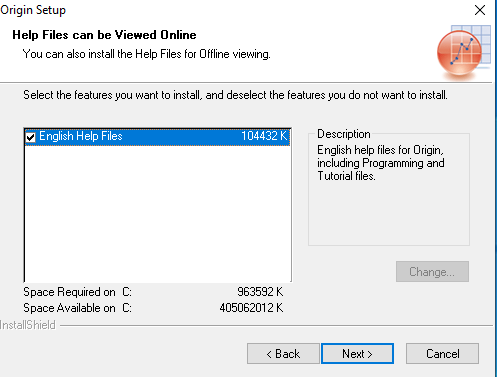 Origin Setup
Help Files can be Viewed Online
You can also install the Help Files for Offline viewing.
Select the features you want to install, and deselect the features you do not want to install.
English Help Files 104432 K
Description
English help files for Origin,
including Programming and
Tutorial files.
Change...
Space Required on C: 963592 K
Space Available on C: 405062012 K
InstallShield
< Back Next > Cancel